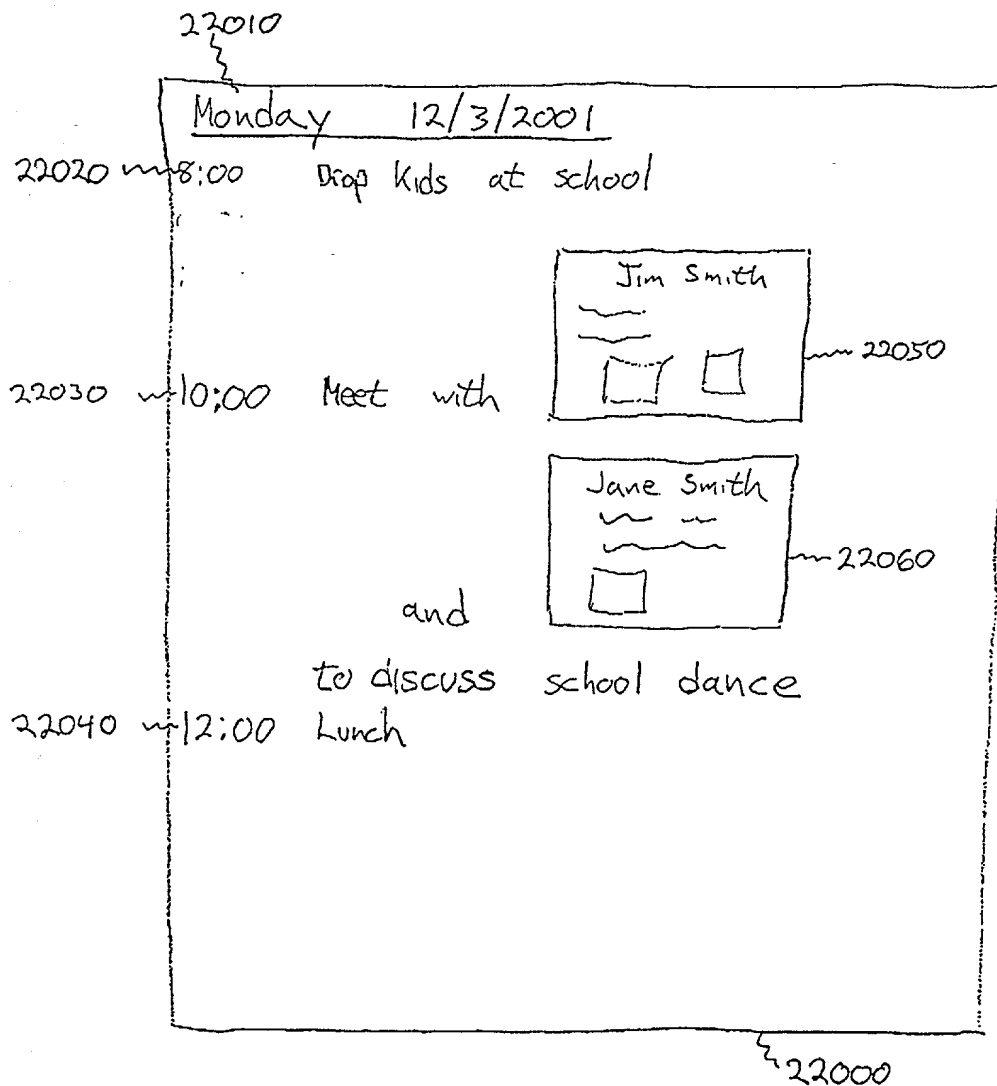 22010
Monday 12/3/2001
22020 8:00 Drop Kids at school
Jim Smith
22050
22030 10:00 Meet with
Jane Smith
22060
and
to discuss school dance
22040 12:00 Lunch
22000